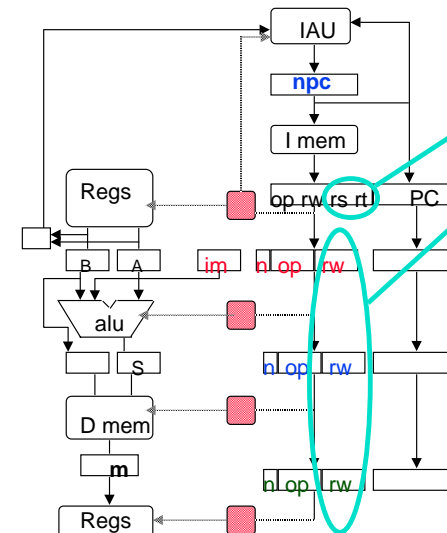 IAU
npc
I mem
Regs
op rw rs rt PC
B A im n op rw
alu
S n op rw
D mem
m
n op rw
Regs